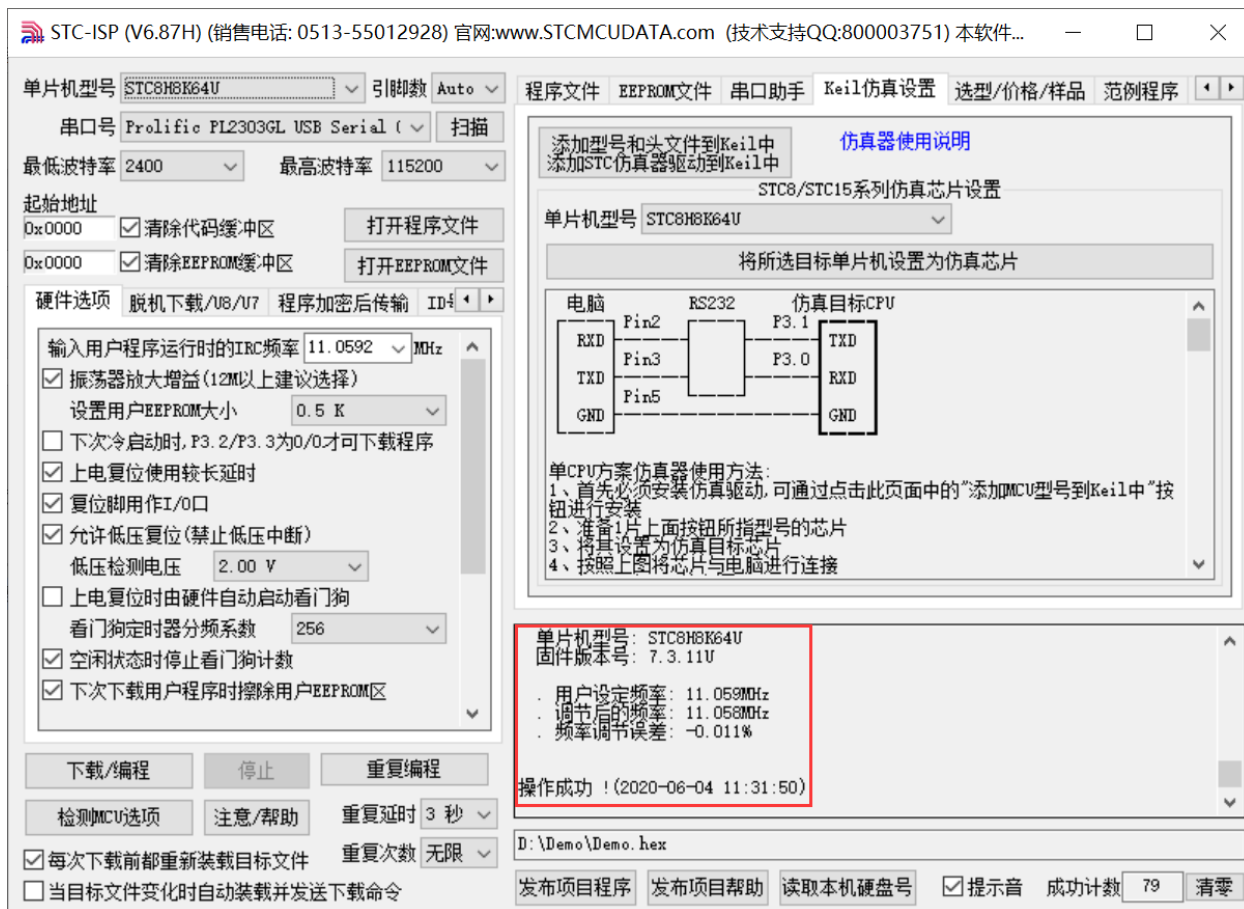 STC-ISP (V6.87H) (销售电话: 0513-55012928) 官网:www.STCMCUDATA.com  (技术支持QQ:800003751) 本软件...
单片机型号 STC8H8K64U 引脚数 Auto
串口号 Prolific PL2303GL USB Serial ( 扫描
最低波特率 2400 最高波特率 115200
起始地址
0x0000 清除代码缓冲区 打开程序文件
0x0000 清除EEPROM缓冲区 打开EEPROM文件
硬件选项 脱机下载/U8/U7 程序加密后传输
输入用户程序运行时的IRC频率 11.0592 MHz
振荡器放大增益(12M以上建议选择)
设置用户EEPROM大小 0.5 K
下次冷启动时,P3.2/P3.3为0/0才可下载程序
上电复位使用较长延时
复位脚用作I/O口
允许低压复位(禁止低压中断)
低压检测电压 2.00 V
上电复位时由硬件自动启动看门狗
看门狗定时器分频系数 256
空闲状态时停止看门狗计数
下次下载用户程序时擦除用户EEPROM区
下载/编程 停止 重复编程
检测MCU选项 注意/帮助 重复延时 3 秒
每次下载前都重新装载目标文件 重复次数 无限
当目标文件变化时自动装载并发送下载命令
程序文件 EEPROM文件 串口助手 Keil仿真设置 选型/价格/样品 范例程序
添加型号和头文件到Keil中
添加STC仿真器驱动到Keil中
仿真器使用说明
STC8/STC15系列仿真芯片设置
单片机型号 STC8H8K64U
将所选目标单片机设置为仿真芯片
电脑 RS232 仿真目标CPU
Pin2 P3.1
RXD TXD
Pin3 P3.0
TXD RXD
Pin5
GND GND
单CPU方案仿真器使用方法:
1、首先必须安装仿真驱动,可通过点击此页面中的"添加MCU型号到Keil中"按
钮进行安装
2、准备1片上面按钮所指型号的芯片
3、将其设置为仿真目标芯片
4、按照上图将芯片与电脑进行连接
单片机型号: STC8H8K64U
固件版本号: 7.3.11U
. 用户设定频率: 11.059MHz
. 调节后的频率: 11.058MHz
. 频率调节误差: -0.011%
操作成功 !(2020-06-04 11:31:50)
D:\Demo\Demo.hex
发布项目程序 发布项目帮助 读取本机硬盘号 提示音 成功计数 79 清零